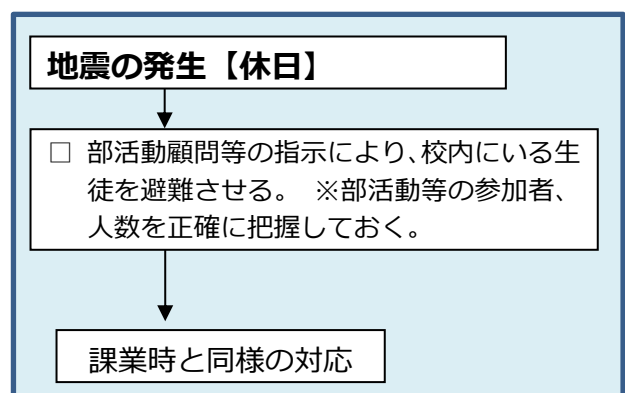 地震の発生【休日】
□ 部活動顧問等の指示により、校内にいる生
徒を避難させる。 ※部活動等の参加者、
人数を正確に把握しておく。
課業時と同様の対応